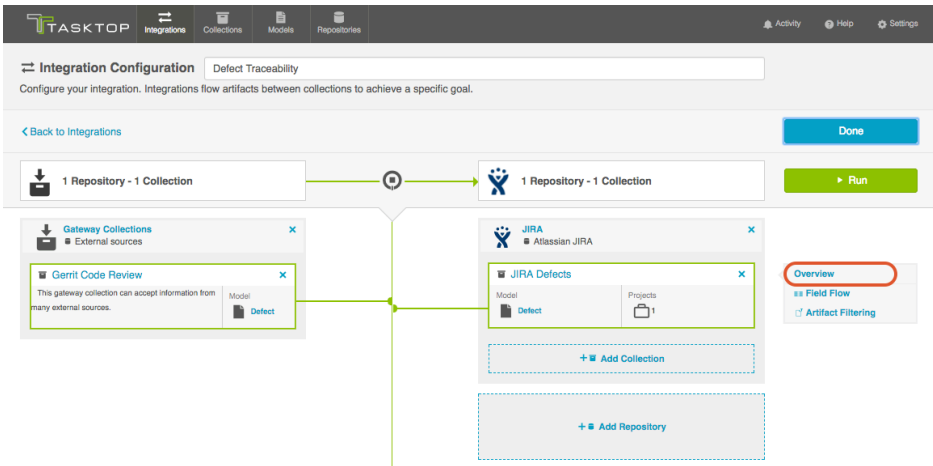 TASKTOP
Integrations
Collections
Models
Repositories
Activity
Help
Settings
Integration Configuration
Defect Traceability
Configure your integration. Integrations flow artifacts between collections to achieve a specific goal.
Back to Integrations
Done
1 Repository - 1 Collection
1 Repository - 1 Collection
Run
Gateway Collections
External sources
Gerrit Code Review
This gateway collection can accept information from
many external sources.
Model
Defect
JIRA
Atlassian JIRA
JIRA Defects
Model
Defect
Projects
1
+ Add Collection
+ Add Repository
Overview
Field Flow
Artifact Filtering